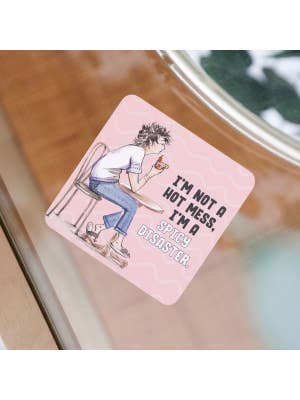 I'M NOT A
HOT MESS,
I'M A
SPICY
DISASTER.